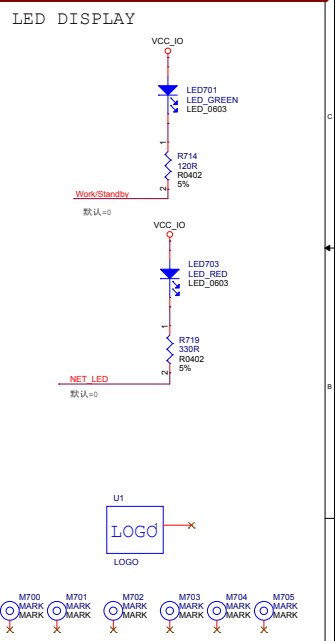 LED DISPLAY
VCC_IO
LED701
LED_GREEN
LED_0603
1
R714
120R
R0402
5%
2
Work/Standby
默认=0
VCC_IO
LED703
LED_RED
LED_0603
1
R719
330R
R0402
5%
2
NET_LED
默认=0
C
B
U1
LOGO
LOGO
M700 M701 M702 M703 M704 M705
MARK MARK MARK MARK MARK MARK
MARK MARK MARK MARK MARK MARK